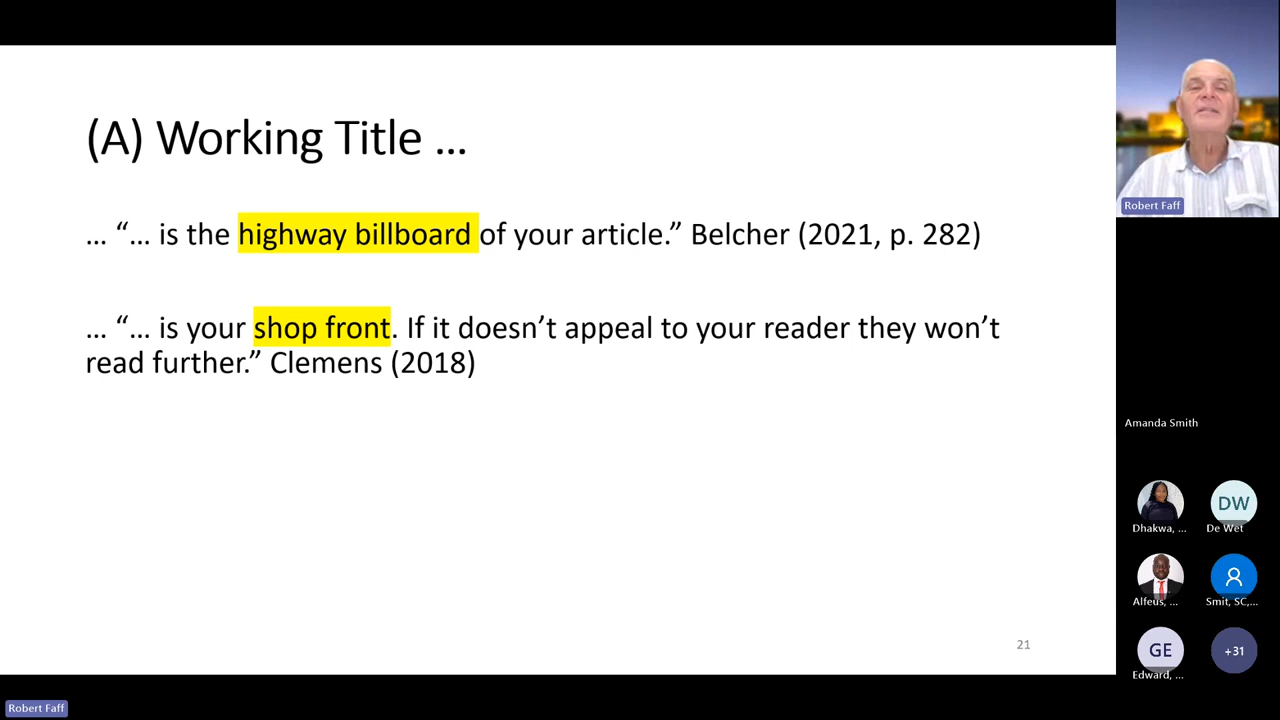 (A) Working Title …
… “… is the highway billboard of your article.” Belcher (2021, p. 282)
… “… is your shop front. If it doesn’t appeal to your reader they won’t
read further.” Clemens (2018)
21
Robert Faff
Amanda Smith
DW
Dhakwa, ...
De Wet
Alfeus, ...
Smit, SC,...
GE
+31
Edward, ...
Robert Faff